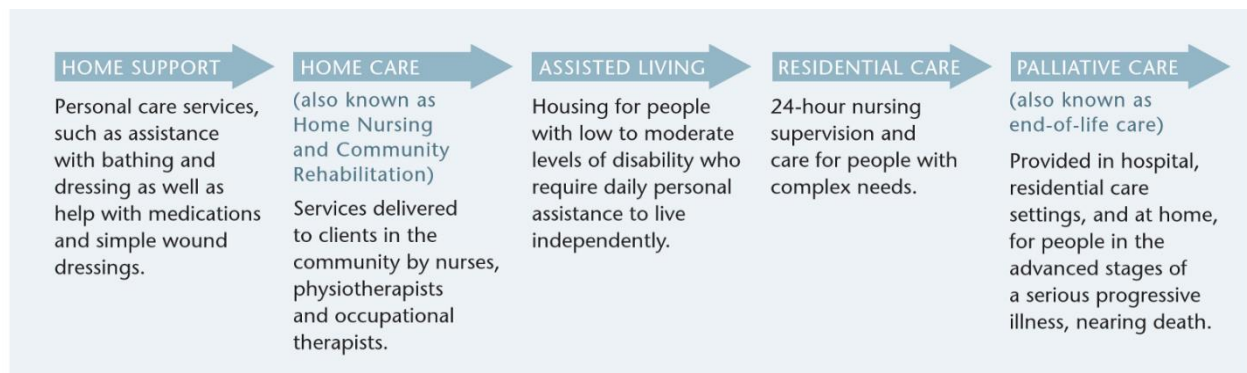 HOME SUPPORT
Personal care services,
such as assistance
with bathing and
dressing as well as
help with medications
and simple wound
dressings.
HOME CARE
(also known as
Home Nursing
and Community
Rehabilitation)
Services delivered
to clients in the
community by nurses,
physiotherapists
and occupational
therapists.
ASSISTED LIVING
Housing for people
with low to moderate
levels of disability who
require daily personal
assistance to live
independently.
RESIDENTIAL CARE
24-hour nursing
supervision and
care for people with
complex needs.
PALLIATIVE CARE
(also known as
end-of-life care)
Provided in hospital,
residential care
settings, and at home,
for people in the
advanced stages of
a serious progressive
illness, nearing death.